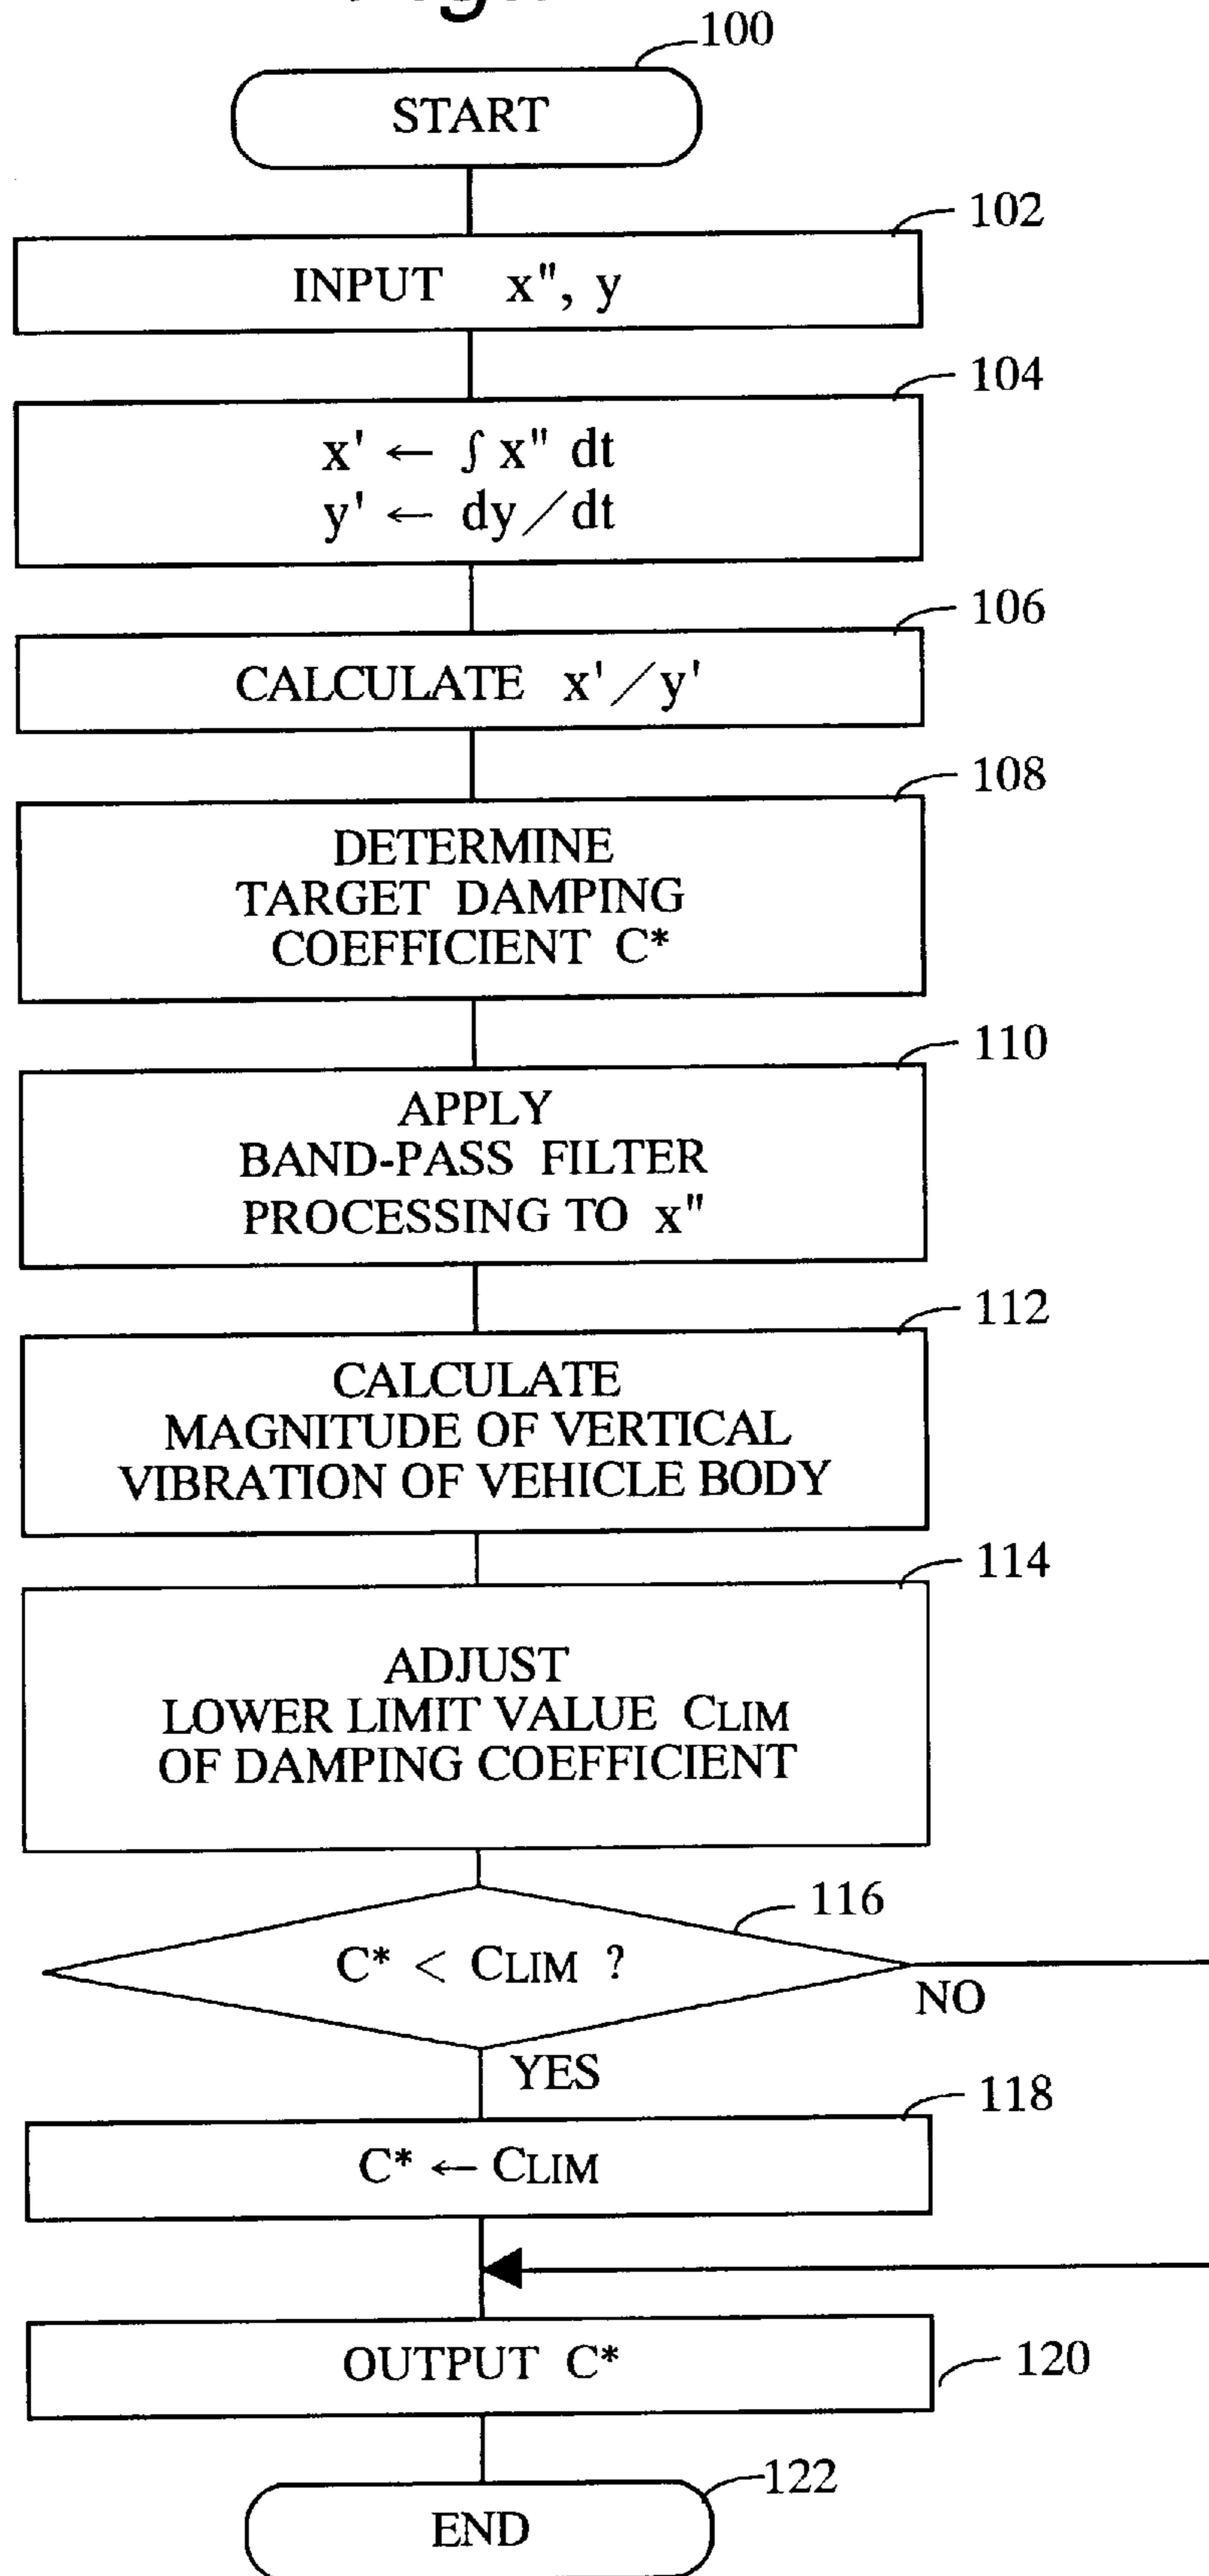 100
START
102
INPUT x", y
104
x' ← ∫ x" dt
y' ← dy/dt
106
CALCULATE x'/y'
108
DETERMINE
TARGET DAMPING
COEFFICIENT C*
110
APPLY
BAND-PASS FILTER
PROCESSING TO x"
112
CALCULATE
MAGNITUDE OF VERTICAL
VIBRATION OF VEHICLE BODY
114
ADJUST
LOWER LIMIT VALUE CLIM
OF DAMPING COEFFICIENT
116
C* < CLIM ?
NO
YES
118
C* ← CLIM
OUTPUT C*
120
122
END